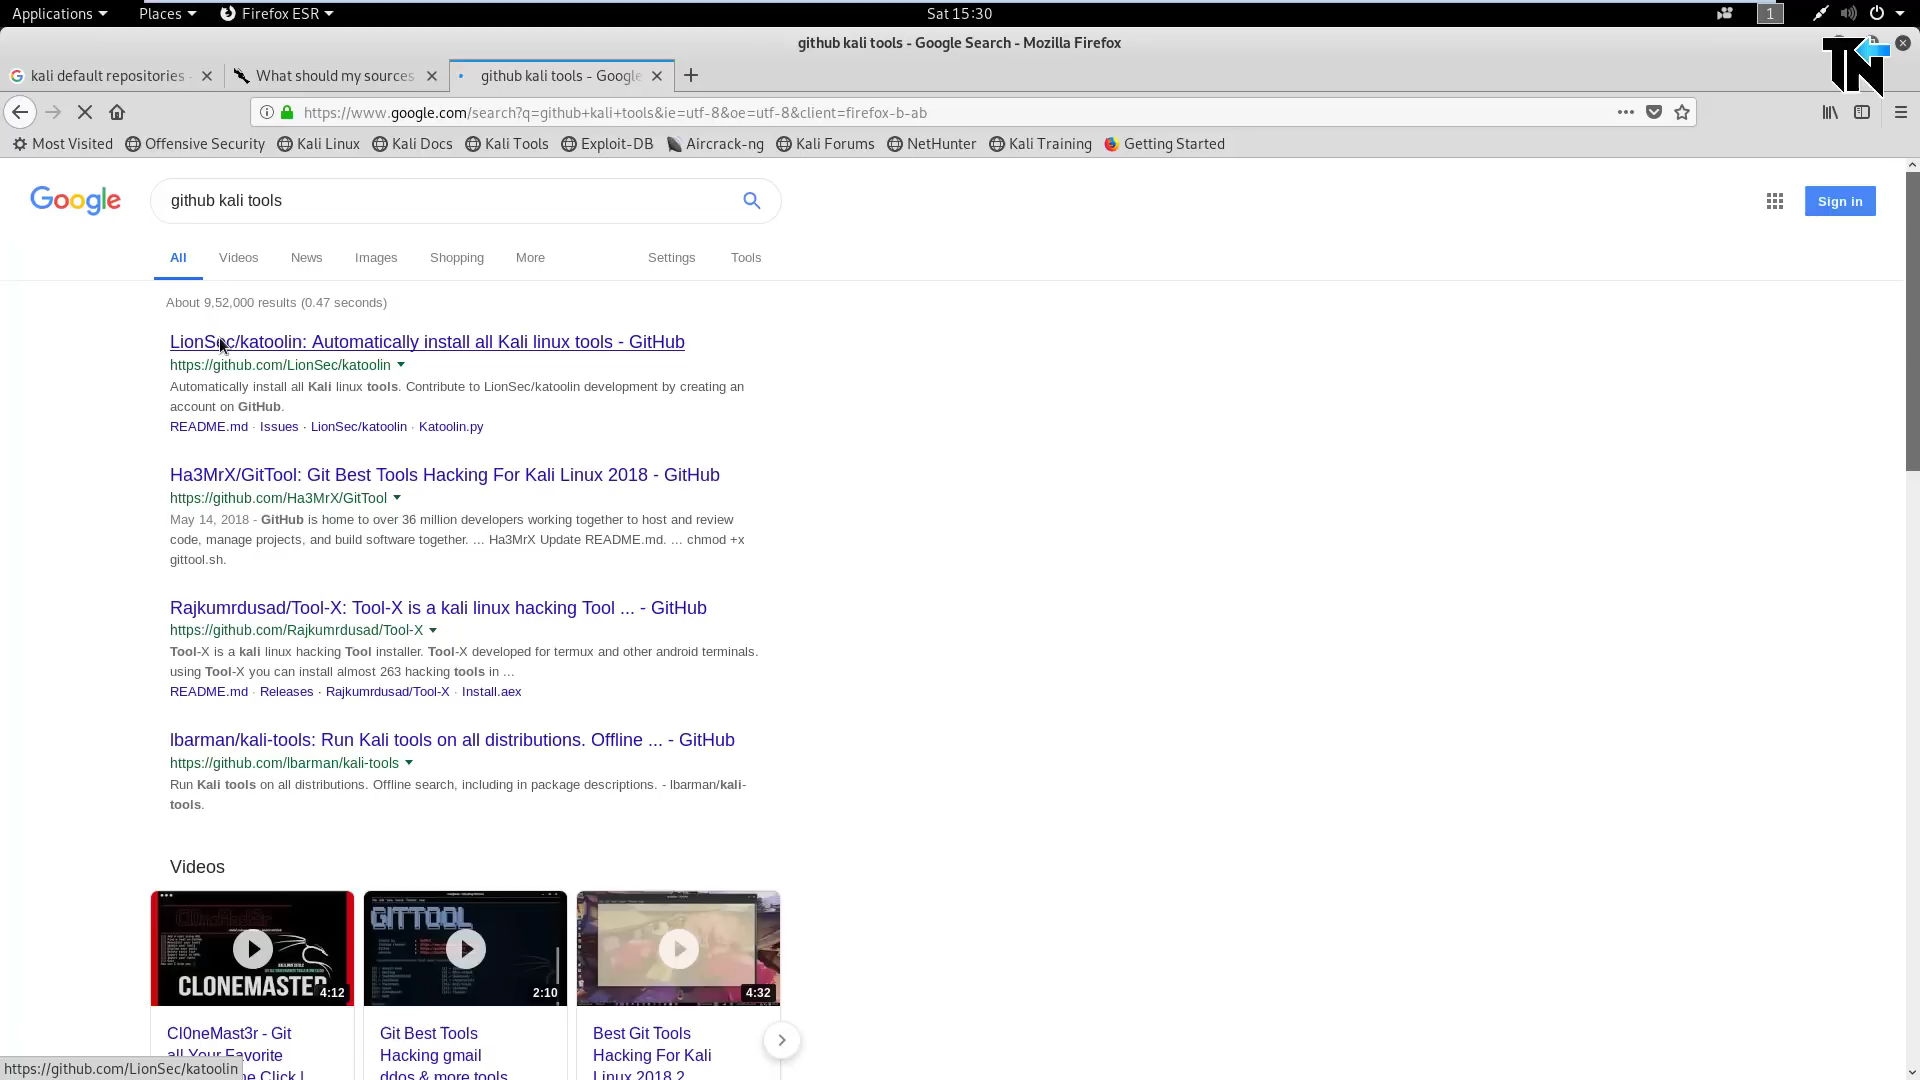 Applications Places Firefox ESR Sat 15:30 1
github kali tools - Google Search - Mozilla Firefox
kali default repositories - What should my sources github kali tools - Google
TN
https://www.google.com/search?q=github+kali+tools&ie=utf-8&oe=utf-8&client=firefox-b-ab
Most Visited Offensive Security Kali Linux Kali Docs Kali Tools Exploit-DB Aircrack-ng Kali Forums NetHunter Kali Training Getting Started
Google github kali tools Sign in
All Videos News Images Shopping More Settings Tools
About 9,52,000 results (0.47 seconds)
LionSec/katoolin: Automatically install all Kali linux tools - GitHub
https://github.com/LionSec/katoolin
Automatically install all Kali linux tools. Contribute to LionSec/katoolin development by creating an
account on GitHub.
README.md · Issues · LionSec/katoolin · Katoolin.py
Ha3MrX/GitTool: Git Best Tools Hacking For Kali Linux 2018 - GitHub
https://github.com/Ha3MrX/GitTool
May 14, 2018 - GitHub is home to over 36 million developers working together to host and review
code, manage projects, and build software together. ... Ha3MrX Update README.md. ... chmod +x
gittool.sh.
Rajkumrdusad/Tool-X: Tool-X is a kali linux hacking Tool ... - GitHub
https://github.com/Rajkumrdusad/Tool-X
Tool-X is a kali linux hacking Tool installer. Tool-X developed for termux and other android terminals.
using Tool-X you can install almost 263 hacking tools in ...
README.md · Releases · Rajkumrdusad/Tool-X · Install.aex
lbarman/kali-tools: Run Kali tools on all distributions. Offline ... - GitHub
https://github.com/lbarman/kali-tools
Run Kali tools on all distributions. Offline search, including in package descriptions. - lbarman/kali-
tools.
Videos
GITTOOL
CLONEMASTER 4:12 2:10 4:32
Cl0neMast3r - Git Git Best Tools Best Git Tools
all Your Favorite Hacking gmail Hacking For Kali
ne Click | ddos & more tools Linux 2018 2
https://github.com/LionSec/katoolin